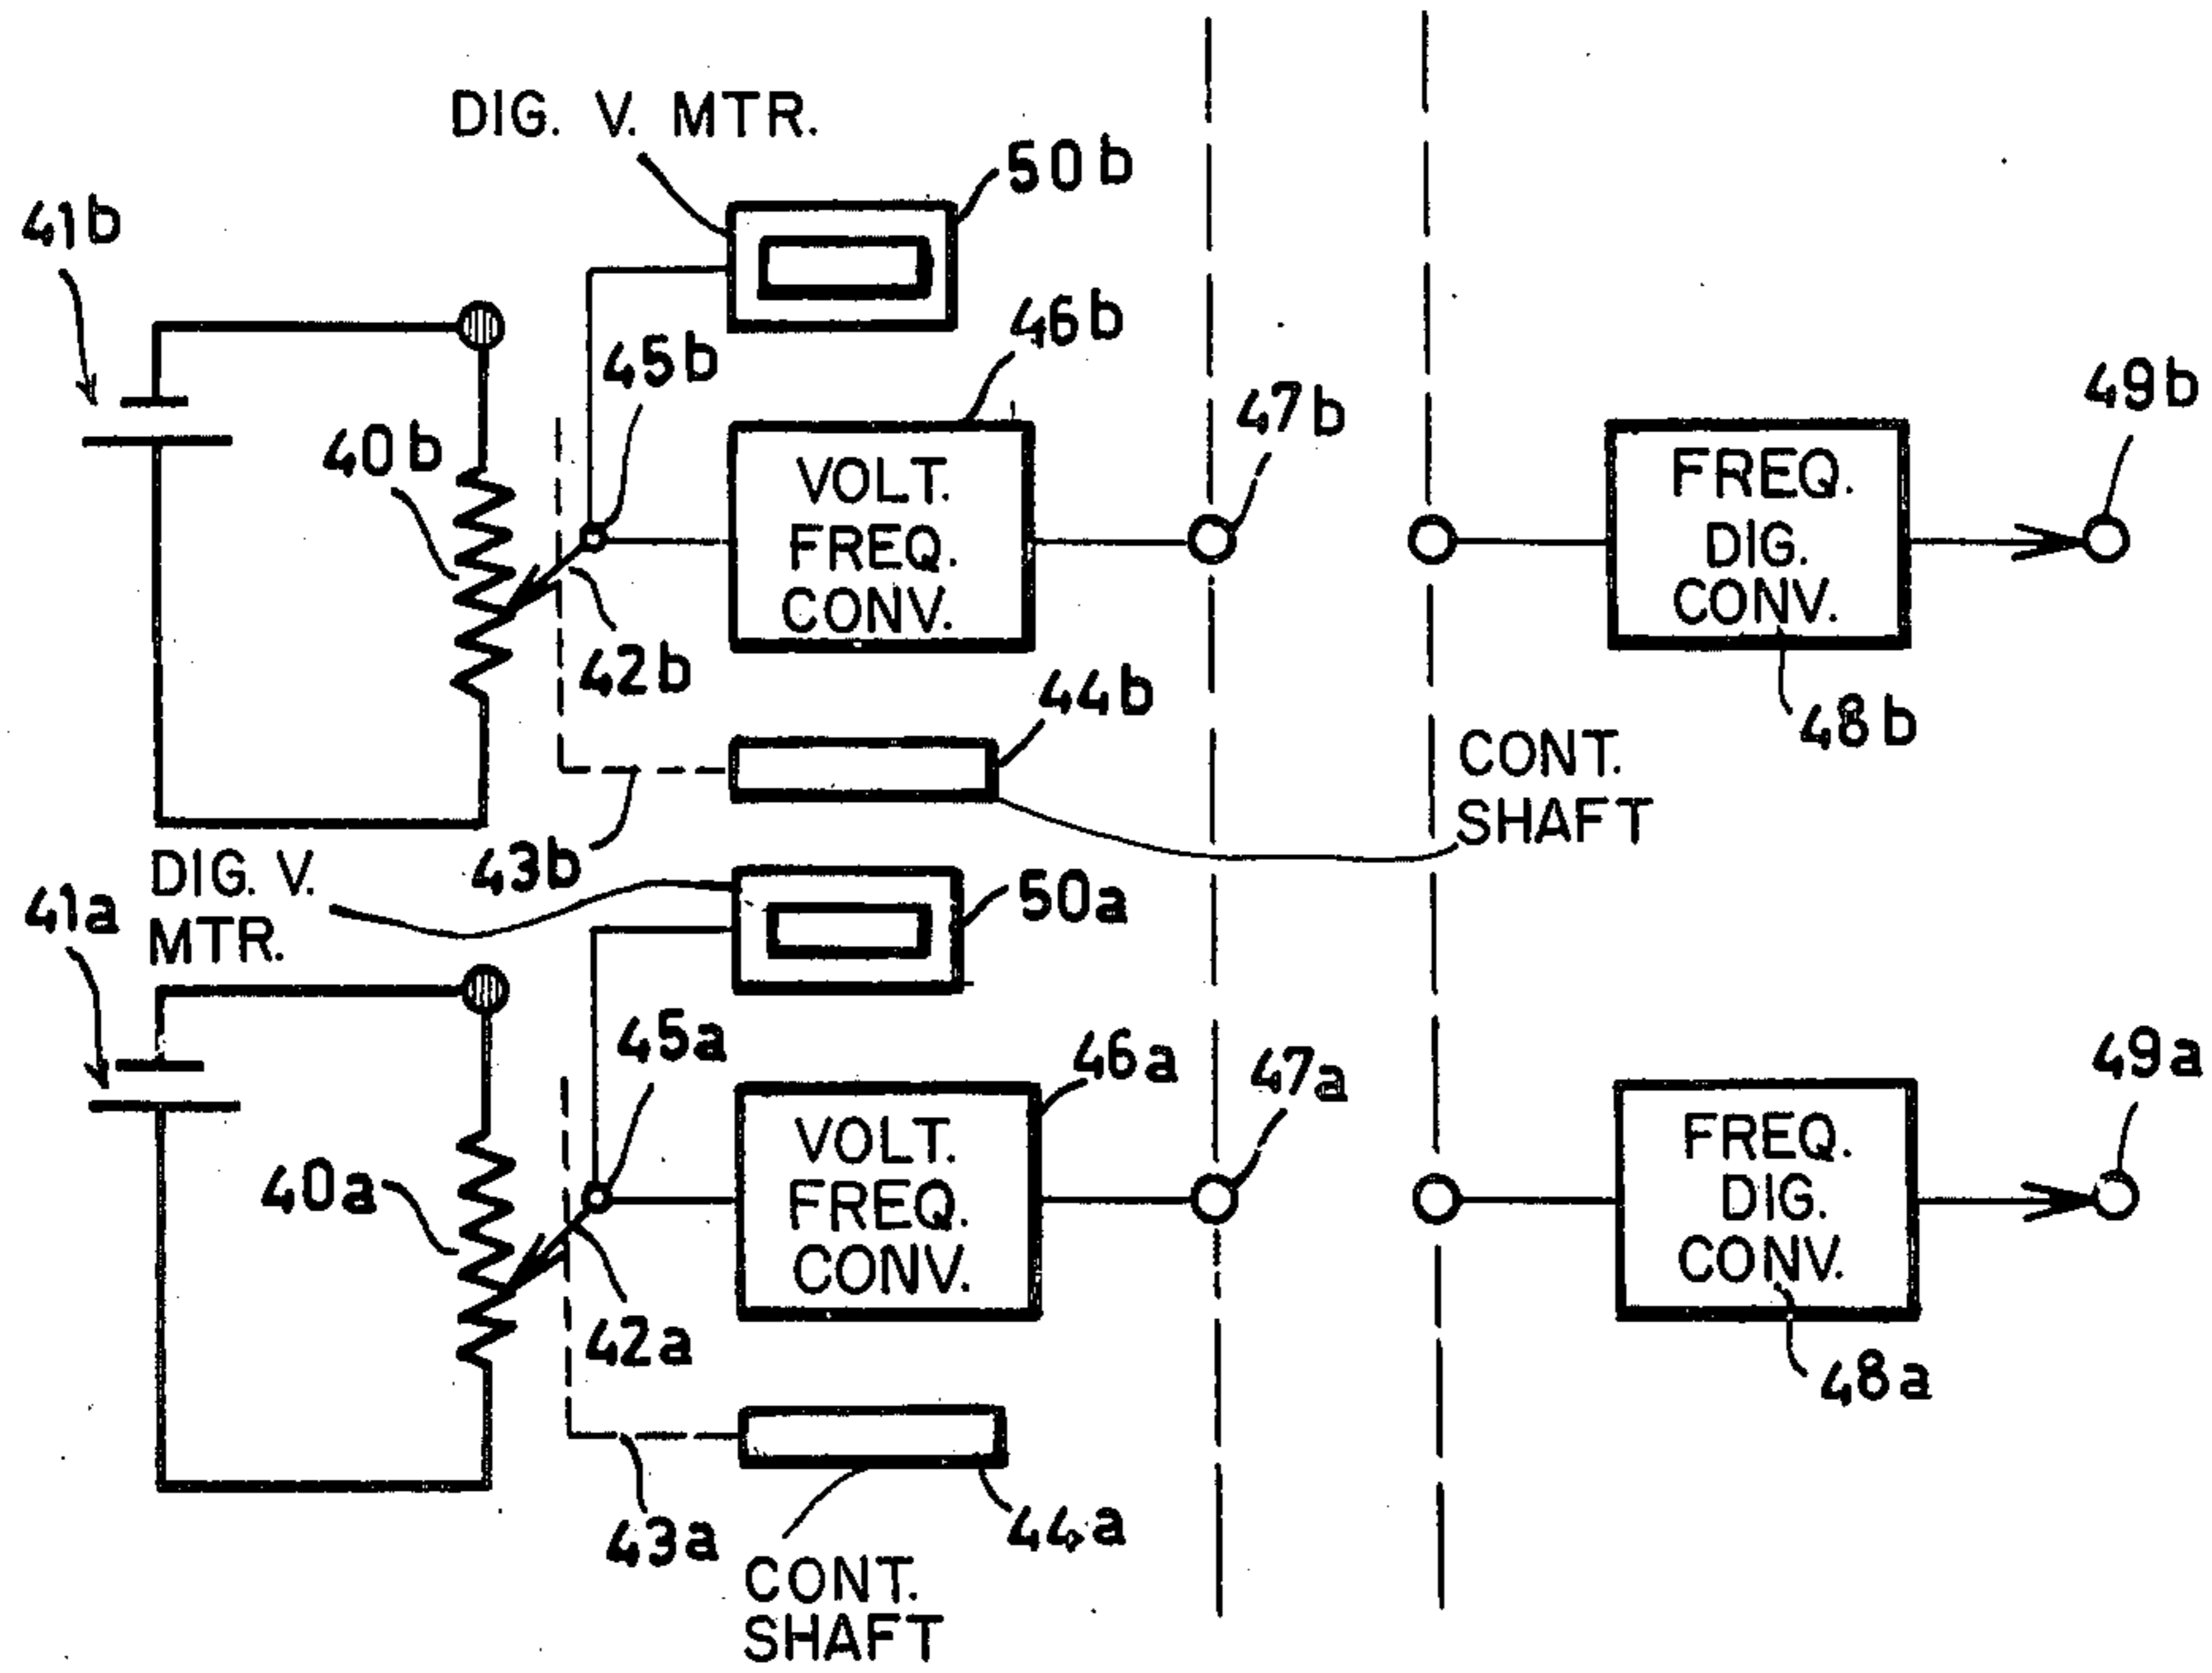 DIG. V. MTR.
50b
41b
46b
45b
47b
49b
40b
VOLT.
FREQ.
CONV.
FREQ.
DIG.
CONV.
42b
44b
48b
CONT.
SHAFT
43b
DIG. V.
MTR.
50a
41a
45a
46a
47a
49a
40a
VOLT.
FREQ.
CONV.
FREQ.
DIG.
CONV.
42a
48a
43a
44a
CONT.
SHAFT